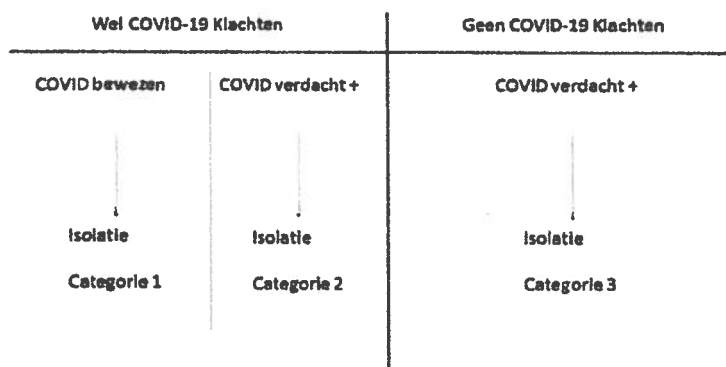 Wel COVID-19 Klachten
Geen COVID-19 Klachten
COVID bewezen
COVID verdacht +
COVID verdacht +
Isolatie
Isolatie
Isolatie
Categorie 1
Categorie 2
Categorie 3